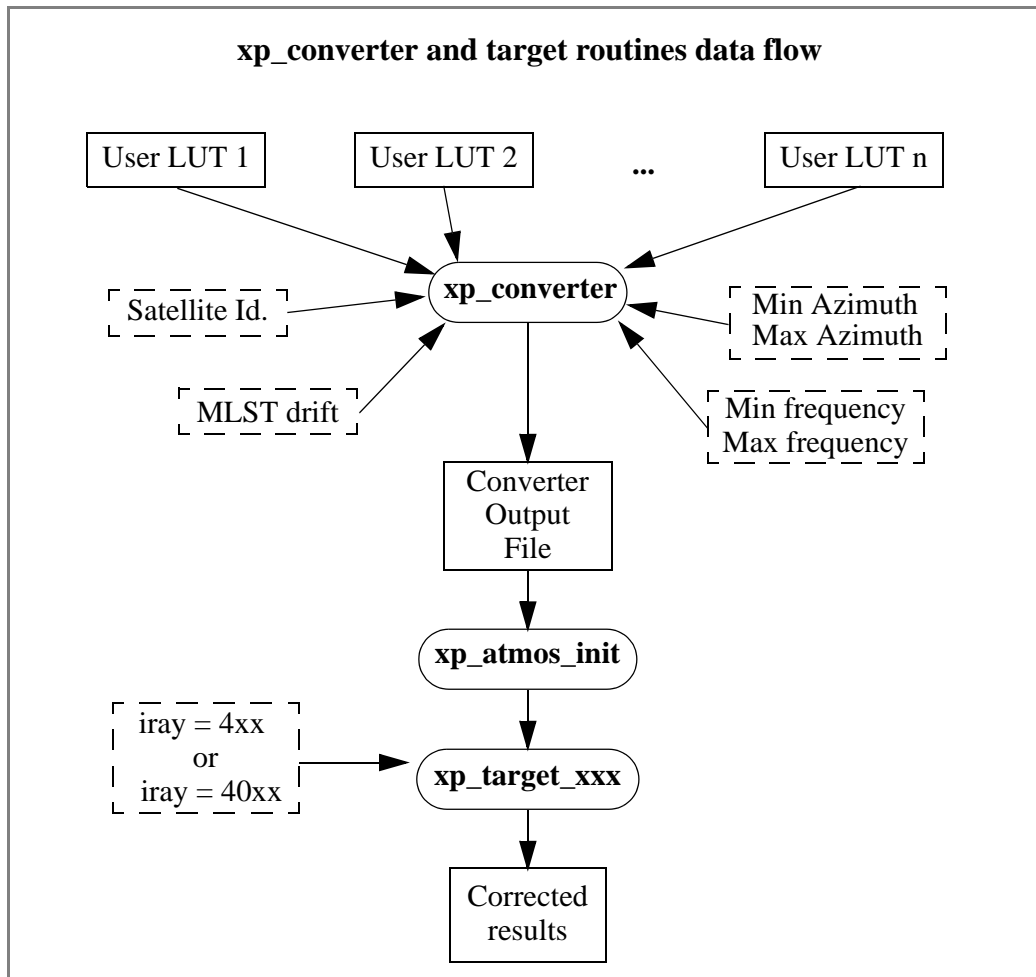 xp_converter and target routines data flow
User LUT 1
User LUT 2
...
User LUT n
xp_converter
Satellite Id.
Min Azimuth
Max Azimuth
MLST drift
Min frequency
Max frequency
Converter
Output
File
xp_atmos_init
iray = 4xx
or
iray = 40xx
xp_target_xxx
Corrected
results